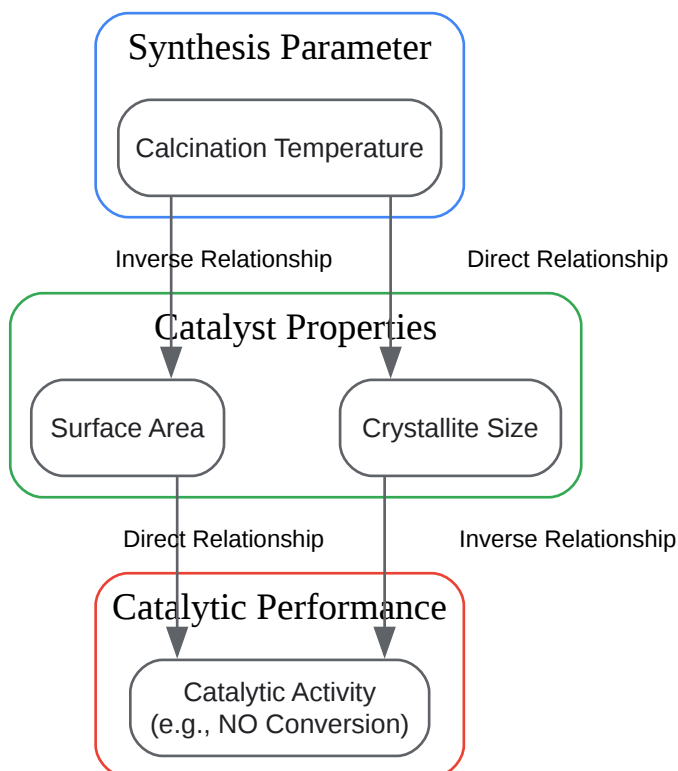 Synthesis Parameter
Calcination Temperature
Inverse Relationship
Direct Relationship
Catalyst Properties
Surface Area
Crystallite Size
Direct Relationship
Inverse Relationship
Catalytic Performance
Catalytic Activity
(e.g., NO Conversion)